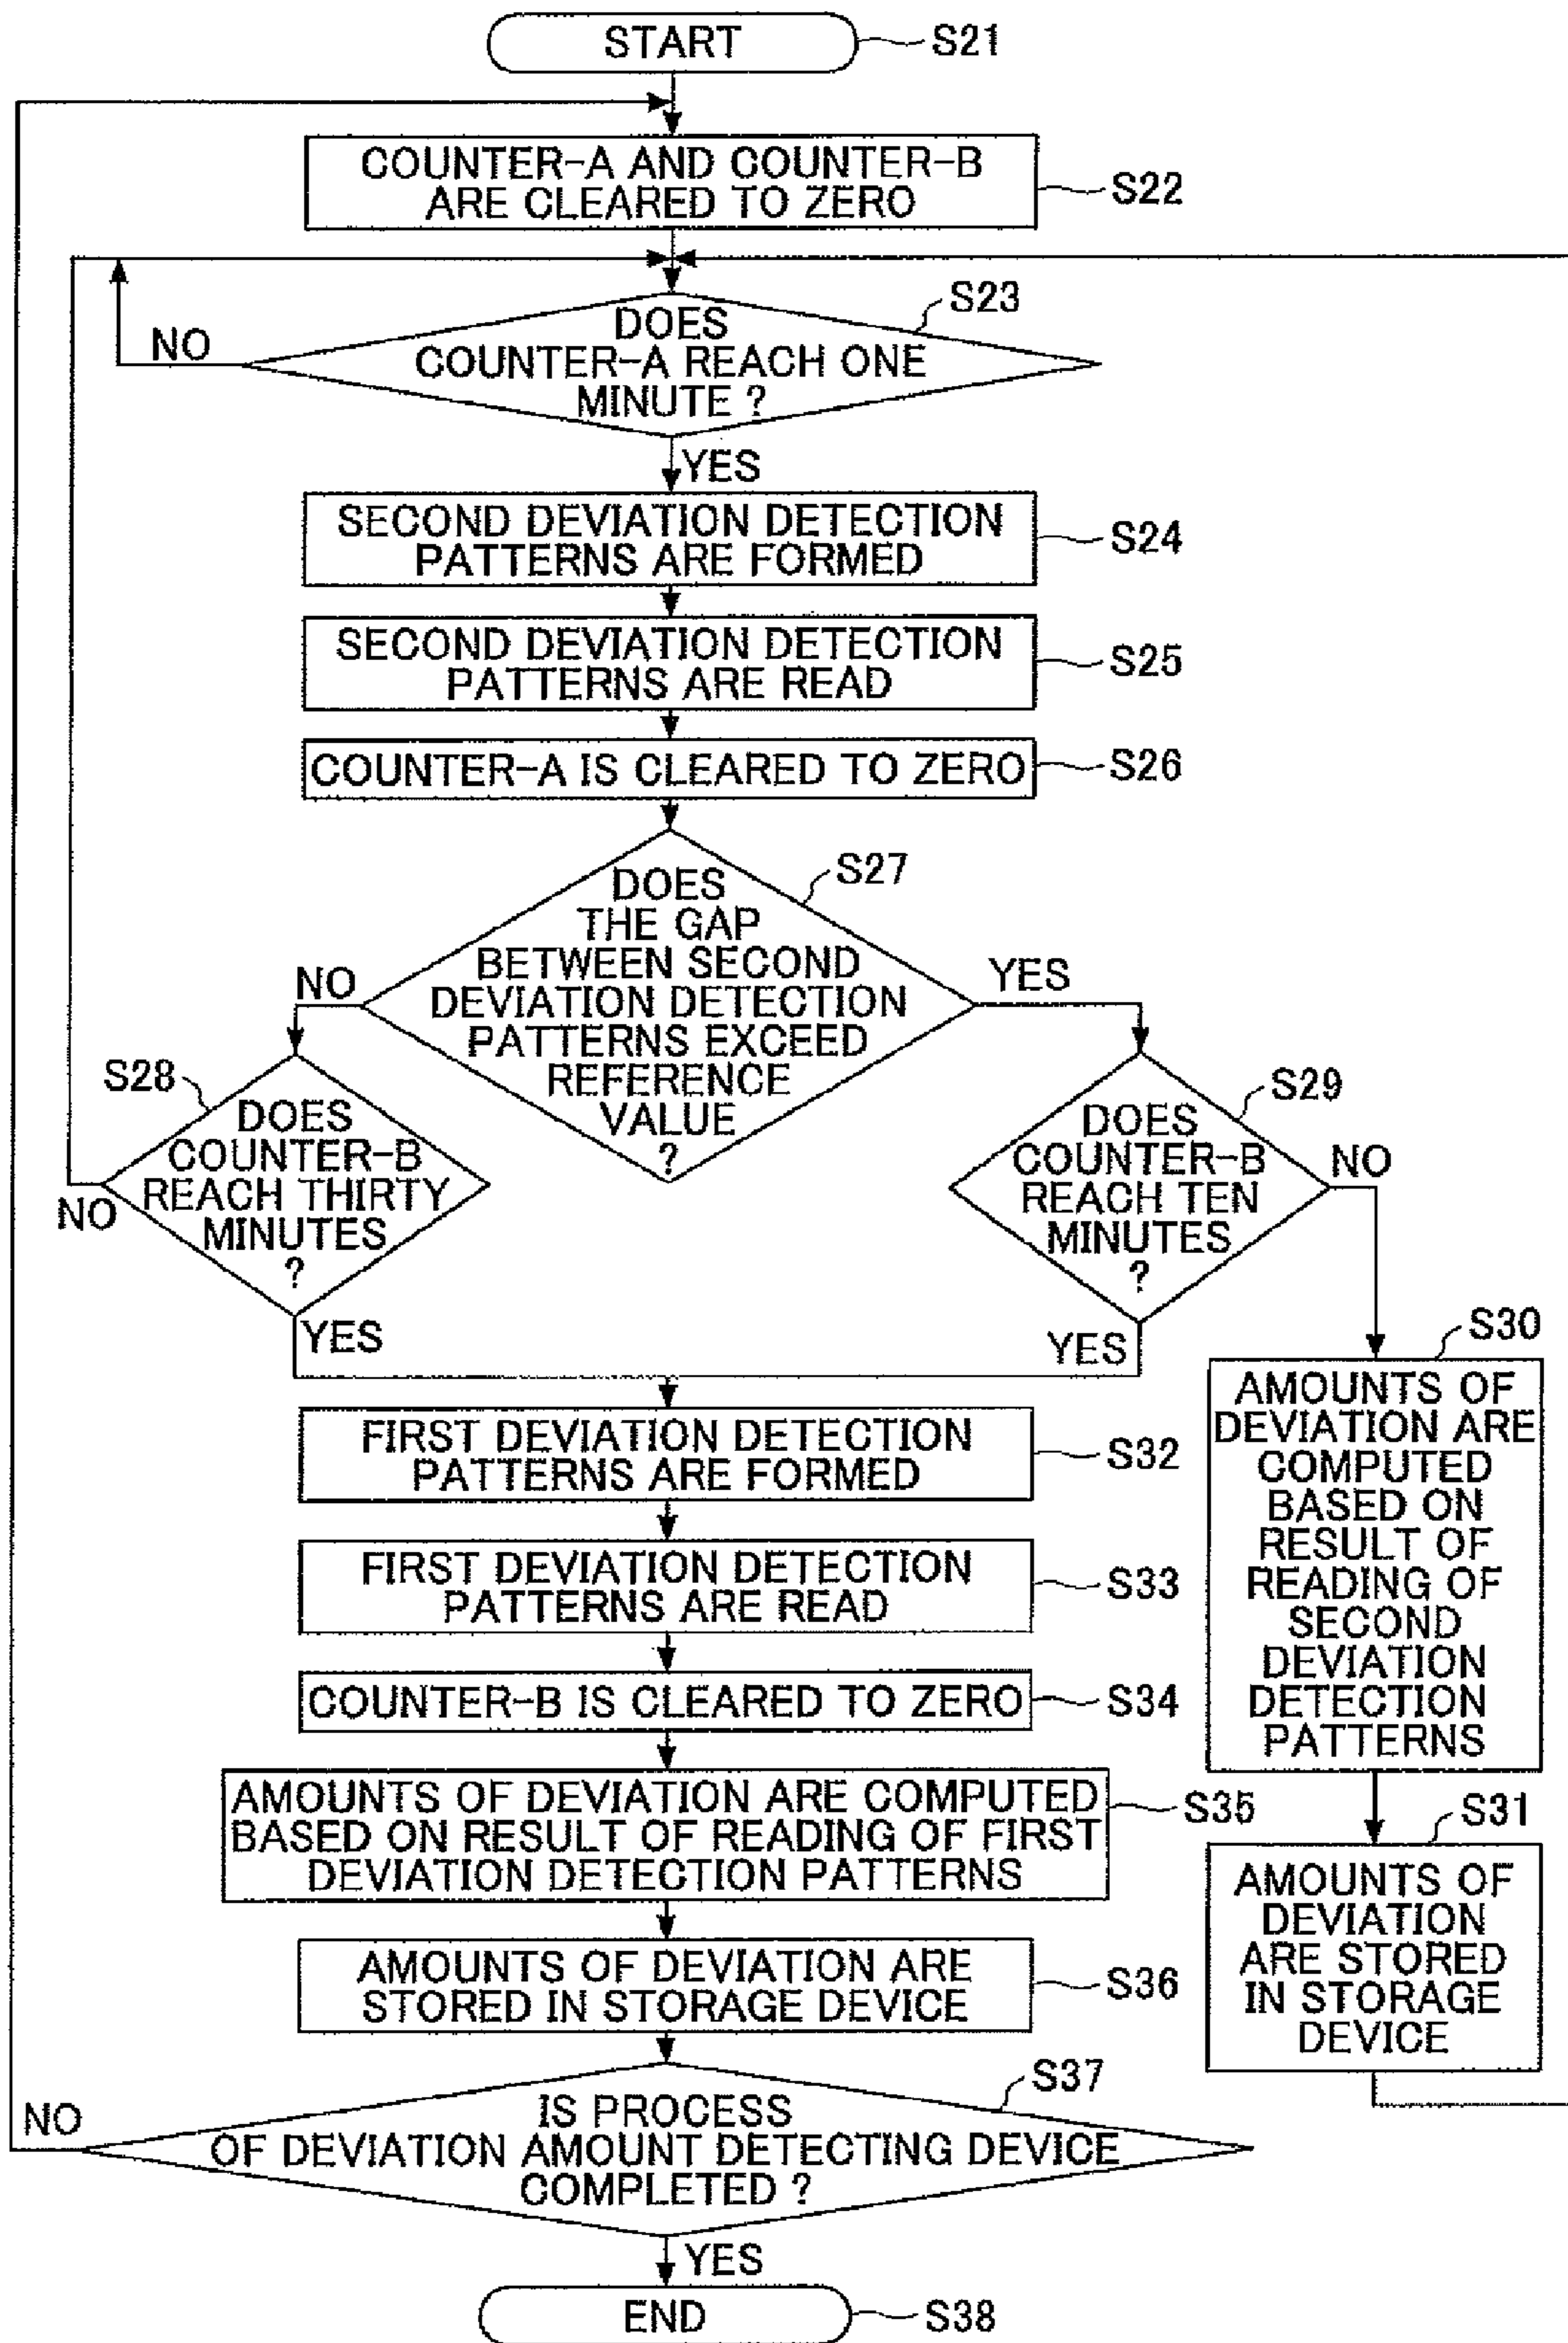 START
S21
COUNTER-A AND COUNTER-B
ARE CLEARED TO ZERO
S22
S23
DOES
COUNTER-A REACH ONE
MINUTE ?
NO
YES
SECOND DEVIATION DETECTION
PATTERNS ARE FORMED
S24
SECOND DEVIATION DETECTION
PATTERNS ARE READ
S25
COUNTER-A IS CLEARED TO ZERO
S26
S27
DOES
THE GAP
BETWEEN SECOND
DEVIATION DETECTION
PATTERNS EXCEED
REFERENCE
VALUE
?
NO
YES
S28
DOES
COUNTER-B
REACH THIRTY
MINUTES
?
NO
YES
S29
DOES
COUNTER-B
REACH TEN
MINUTES
?
NO
YES
S30
AMOUNTS OF
DEVIATION ARE
COMPUTED
BASED ON
RESULT OF
READING OF
SECOND
DEVIATION
DETECTION
PATTERNS
S31
AMOUNTS OF
DEVIATION
ARE STORED
IN STORAGE
DEVICE
FIRST DEVIATION DETECTION
PATTERNS ARE FORMED
S32
FIRST DEVIATION DETECTION
PATTERNS ARE READ
S33
COUNTER-B IS CLEARED TO ZERO
S34
AMOUNTS OF DEVIATION ARE COMPUTED
BASED ON RESULT OF READING OF FIRST
DEVIATION DETECTION PATTERNS
S35
AMOUNTS OF DEVIATION ARE
STORED IN STORAGE DEVICE
S36
S37
IS PROCESS
OF DEVIATION AMOUNT DETECTING DEVICE
COMPLETED ?
NO
YES
END
S38